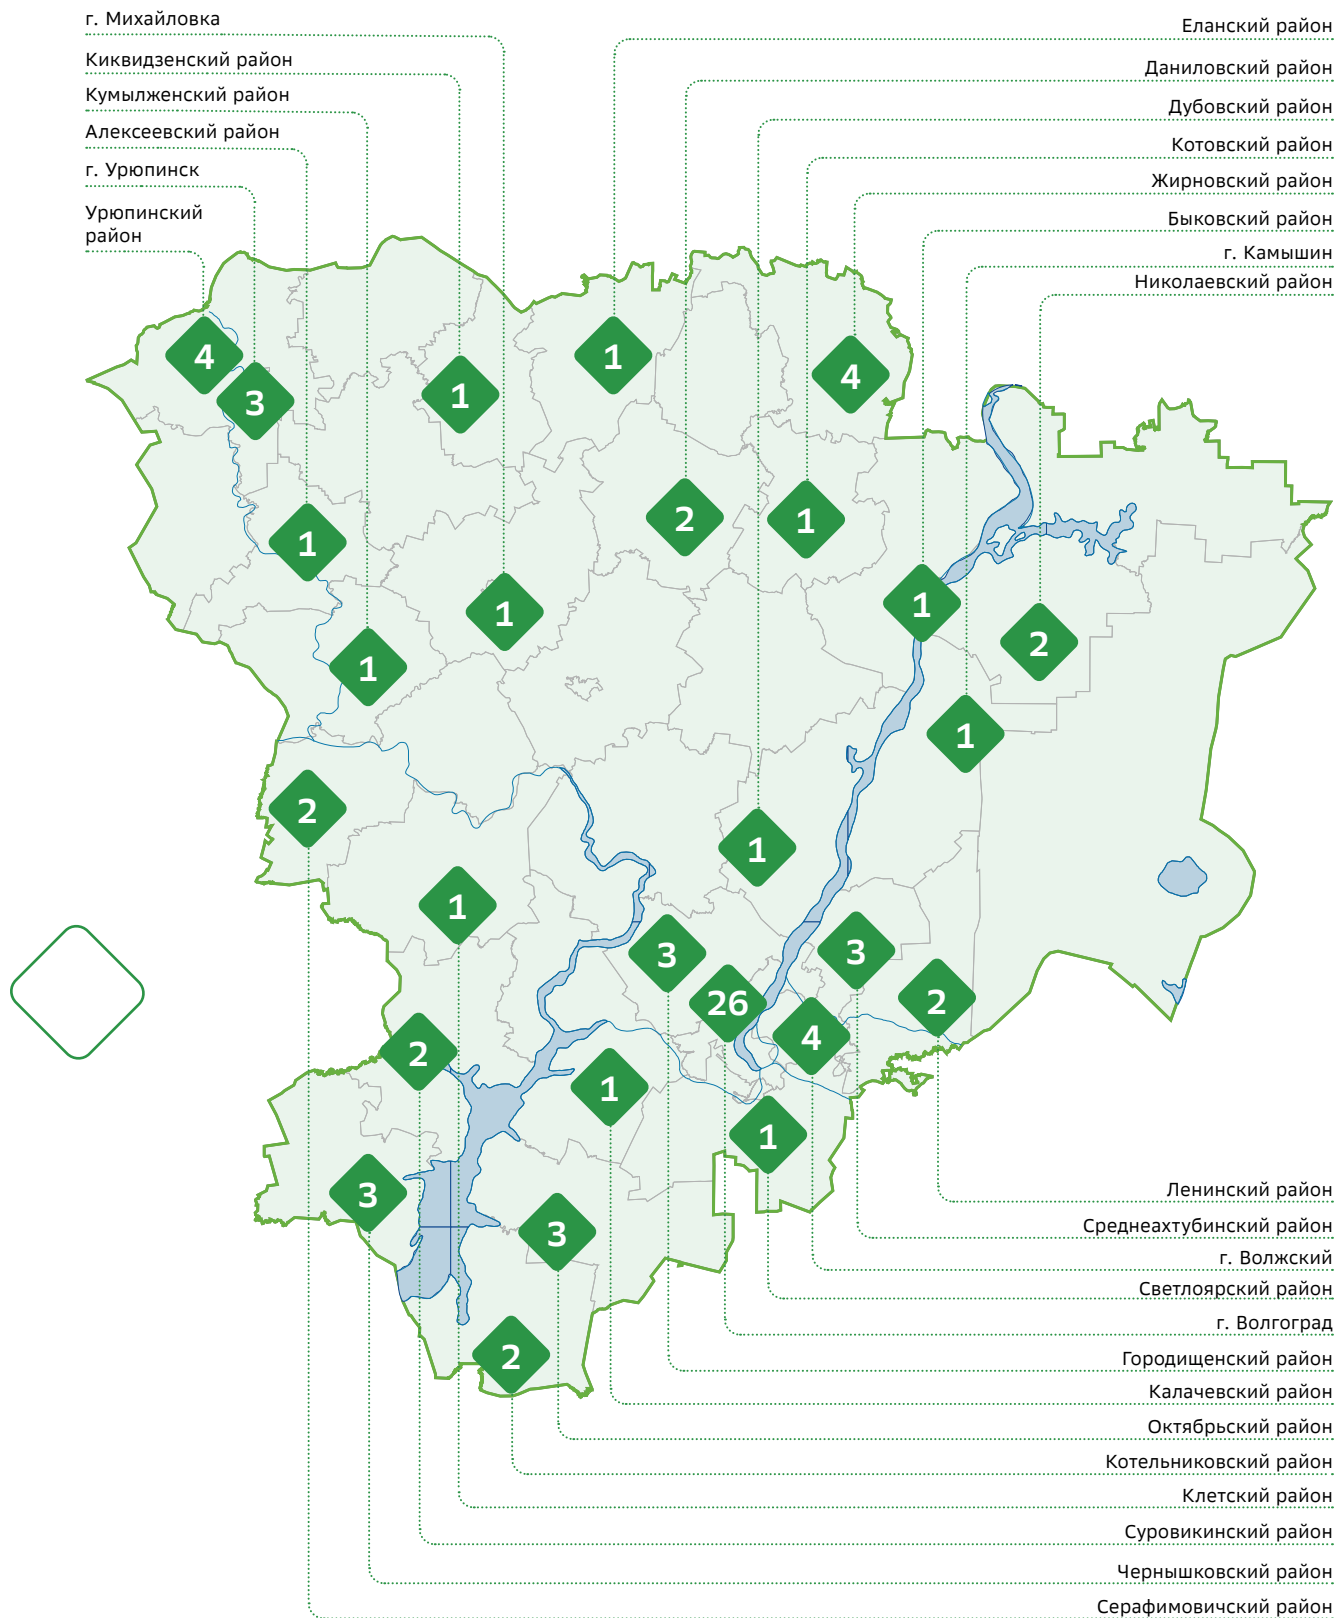 г. Михайловка
Киквидзенский район
Кумылженский район
Алексеевский район
г. Урюпинск
Урюпинский
район
Еланский район
Даниловский район
Дубовский район
Котовский район
Жирновский район
Быковский район
г. Камышин
Николаевский район
4
3
1
1
4
1
2
1
1
1
1
1
2
1
2
1
1
3
26
3
2
4
2
1
1
3
3
2
Ленинский район
Среднеахтубинский район
г. Волжский
Светлоярский район
г. Волгоград
Городищенский район
Калачевский район
Октябрьский район
Котельниковский район
Клетский район
Суровикинский район
Чернышковский район
Серафимовичский район